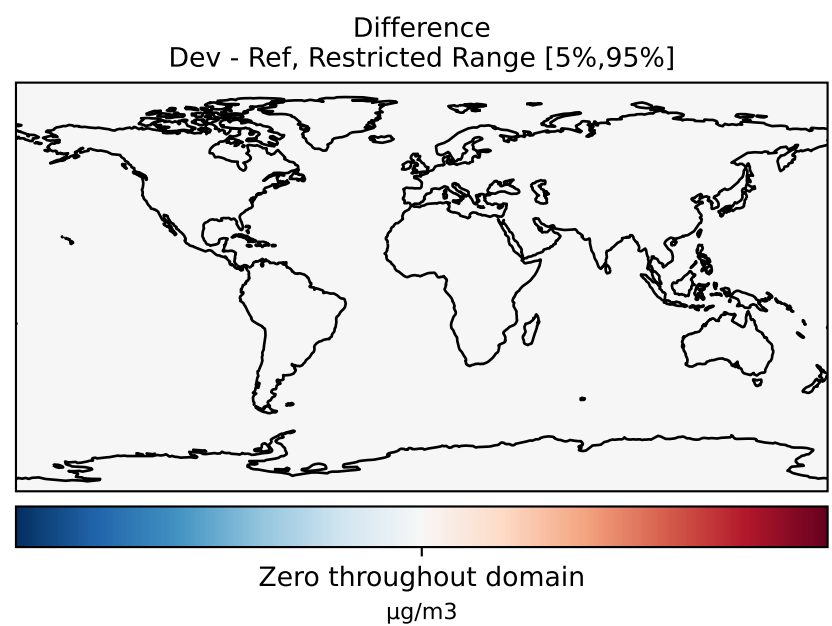 Difference
Dev - Ref, Restricted Range [5%,95%]
Zero throughout domain
μg/m3